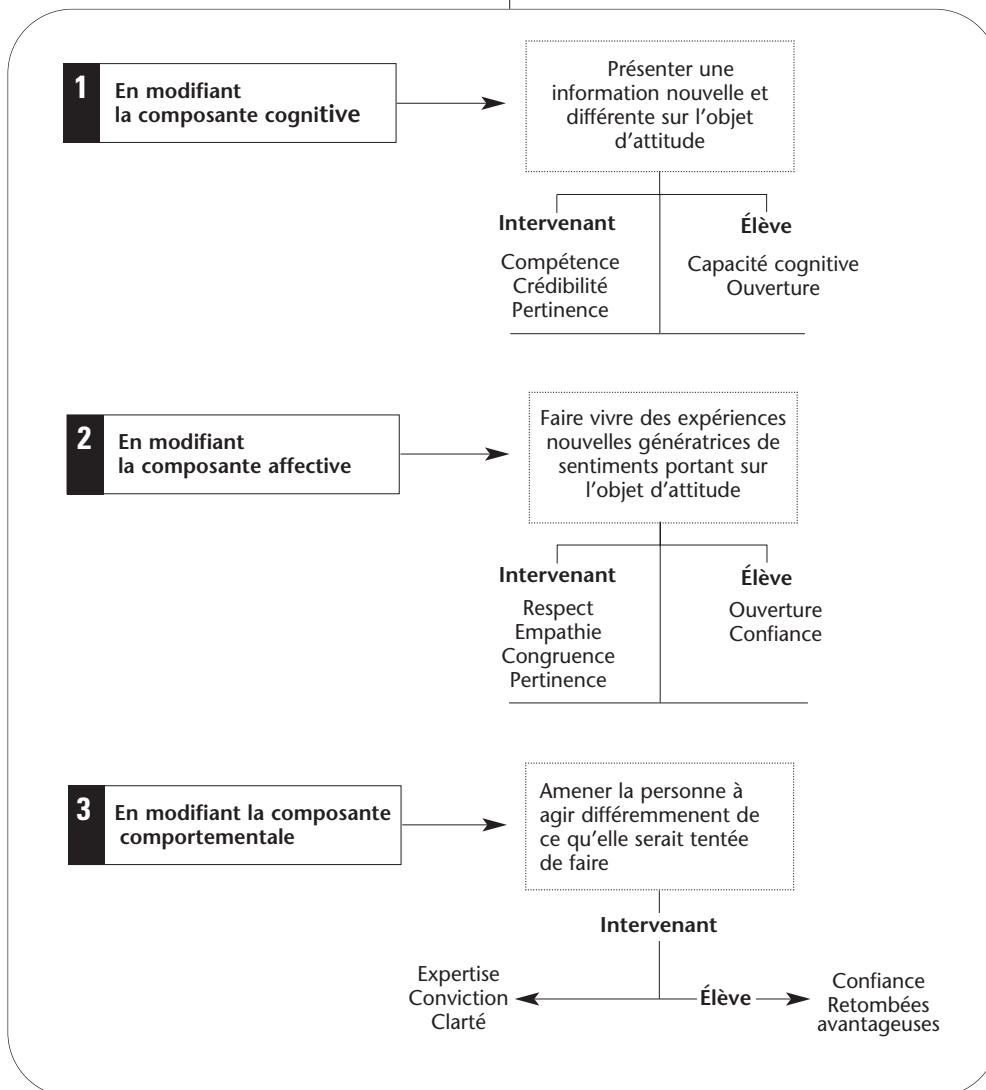 1
En modifiant
la composante cognitive
Présenter une
information nouvelle et
différente sur l'objet
d'attitude
Intervenant
Compétence
Crédibilité
Pertinence
Élève
Capacité cognitive
Ouverture
2
En modifiant
la composante affective
Faire vivre des expériences
nouvelles génératrices de
sentiments portant sur
l'objet d'attitude
Intervenant
Respect
Empathie
Congruence
Pertinence
Élève
Ouverture
Confiance
3
En modifiant la composante
comportementale
Amener la personne à
agir différemmenent de
ce qu'elle serait tentée
de faire
Intervenant
Expertise
Conviction
Clarté
Élève
Confiance
Retombées
avantageuses